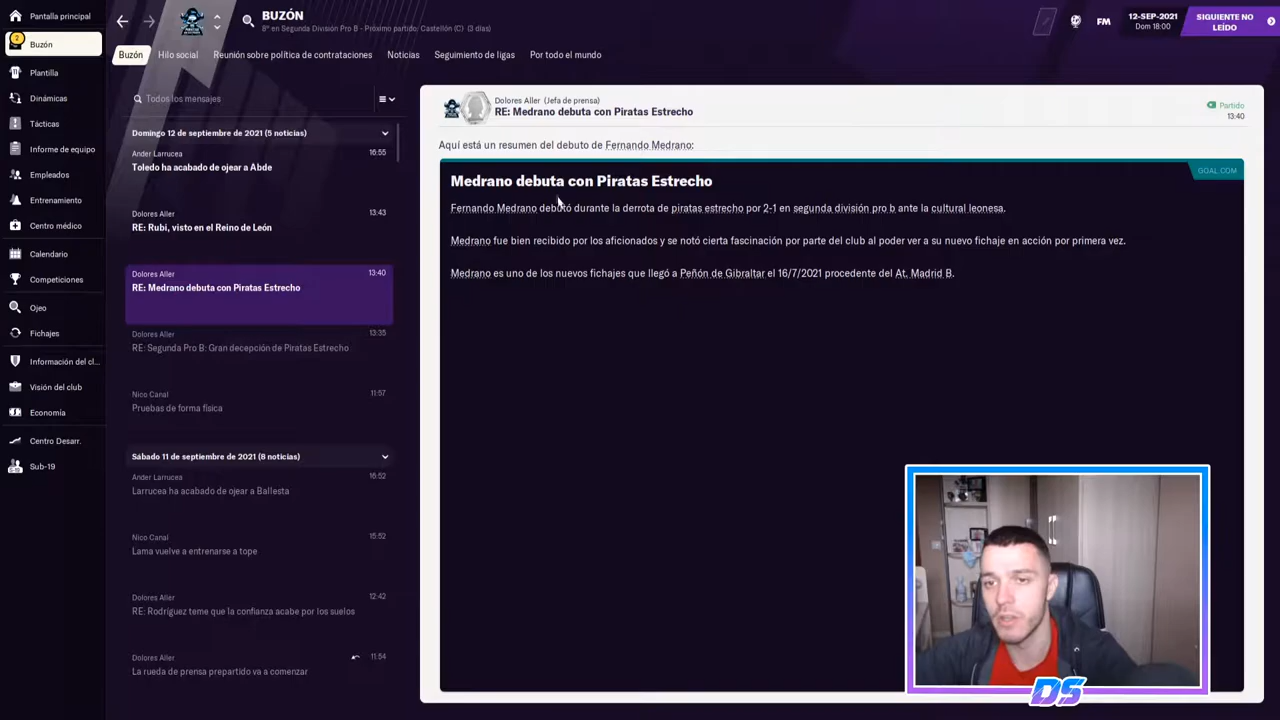 Pantalla principal
2
Buzón
Plantilla
Dinámicas
Tácticas
Informe de equipo
Empleados
Entrenamiento
Centro médico
Calendario
Competiciones
Ojeo
Fichajes
Información del cl...
Visión del club
Economía
Centro Desarr.
Sub-19
BUZÓN
8º en Segunda División Pro B - Próximo partido: Castellón (C) (3 días)
FM
12-SEP-2021
Dom 18:00
SIGUIENTE NO
LEÍDO
Buzón Hilo social Reunión sobre política de contrataciones Noticias Seguimiento de ligas Por todo el mundo
Todos los mensajes
Domingo 12 de septiembre de 2021 (5 noticias)
Ander Larrucea 16:55
Toledo ha acabado de ojear a Abde
Dolores Aller 13:43
RE: Rubi, visto en el Reino de León
Dolores Aller 13:40
RE: Medrano debuta con Piratas Estrecho
Dolores Aller 13:35
RE: Segunda Pro B: Gran decepción de Piratas Estrecho
Nico Canal 11:57
Pruebas de forma física
Sábado 11 de septiembre de 2021 (8 noticias)
Ander Larrucea 16:52
Larrucea ha acabado de ojear a Ballesta
Nico Canal 15:52
Lama vuelve a entrenarse a tope
Dolores Aller 12:42
RE: Rodríguez teme que la confianza acabe por los suelos
Dolores Aller 11:54
La rueda de prensa prepartido va a comenzar
Dolores Aller (Jefa de prensa)
RE: Medrano debuta con Piratas Estrecho
Partido
13:40
Aquí está un resumen del debuto de Fernando Medrano:
GOAL.COM
Medrano debuta con Piratas Estrecho
Fernando Medrano debutó durante la derrota de piratas estrecho por 2-1 en segunda división pro b ante la cultural leonesa.
Medrano fue bien recibido por los aficionados y se notó cierta fascinación por parte del club al poder ver a su nuevo fichaje en acción por primera vez.
Medrano es uno de los nuevos fichajes que llegó a Peñón de Gibraltar el 16/7/2021 procedente del At. Madrid B.
DS